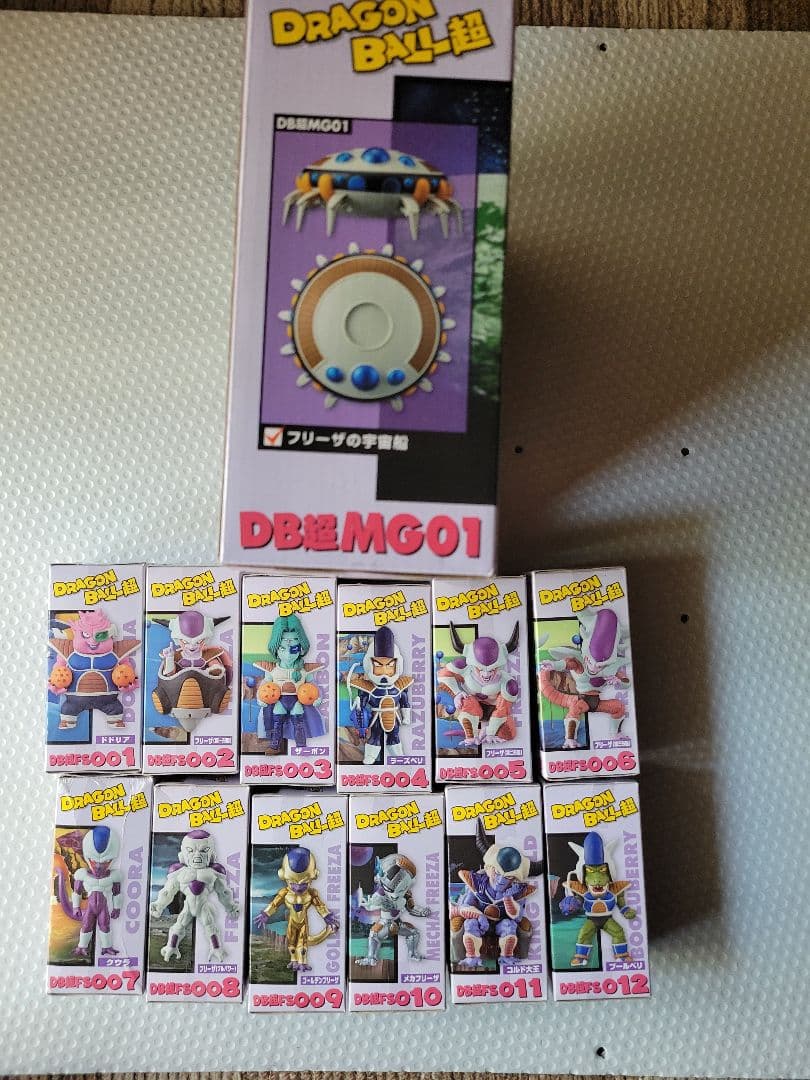 DRAGON
BALL超
DB超MG01
フリーザの宇宙船
DB超MG01
DRAGON
BALL超
ドドリア
DB超FS001
DRAGON
BALL超
フリーザ(第一形態)
DB超FS002
DRAGON
BALL超
ZARBON
ザーボン
DB超FS003
DRAGON
BALL超
RAZUBERRY
ラーズベリ
DB超FS004
DRAGON
BALL超
FREEZA
フリーザ(第二形態)
DB超FS005
DRAGON
BALL超
フリーザ(第三形態)
DB超FS006
DRAGON
BALL超
COORA
クウラ
DB超FS007
DRAGON
BALL超
FREEZA
フリーザ(フルパワー)
DB超FS008
DRAGON
BALL超
GOLDEN FREEZA
ゴールデンフリーザ
DB超FS009
DRAGON
BALL超
MECHA FREEZA
メカフリーザ
DB超FS010
DRAGON
BALL超
KING COLD
コルド大王
DB超FS011
DRAGON
BALL超
BOOZUBERRY
ブールベリ
DB超FS012